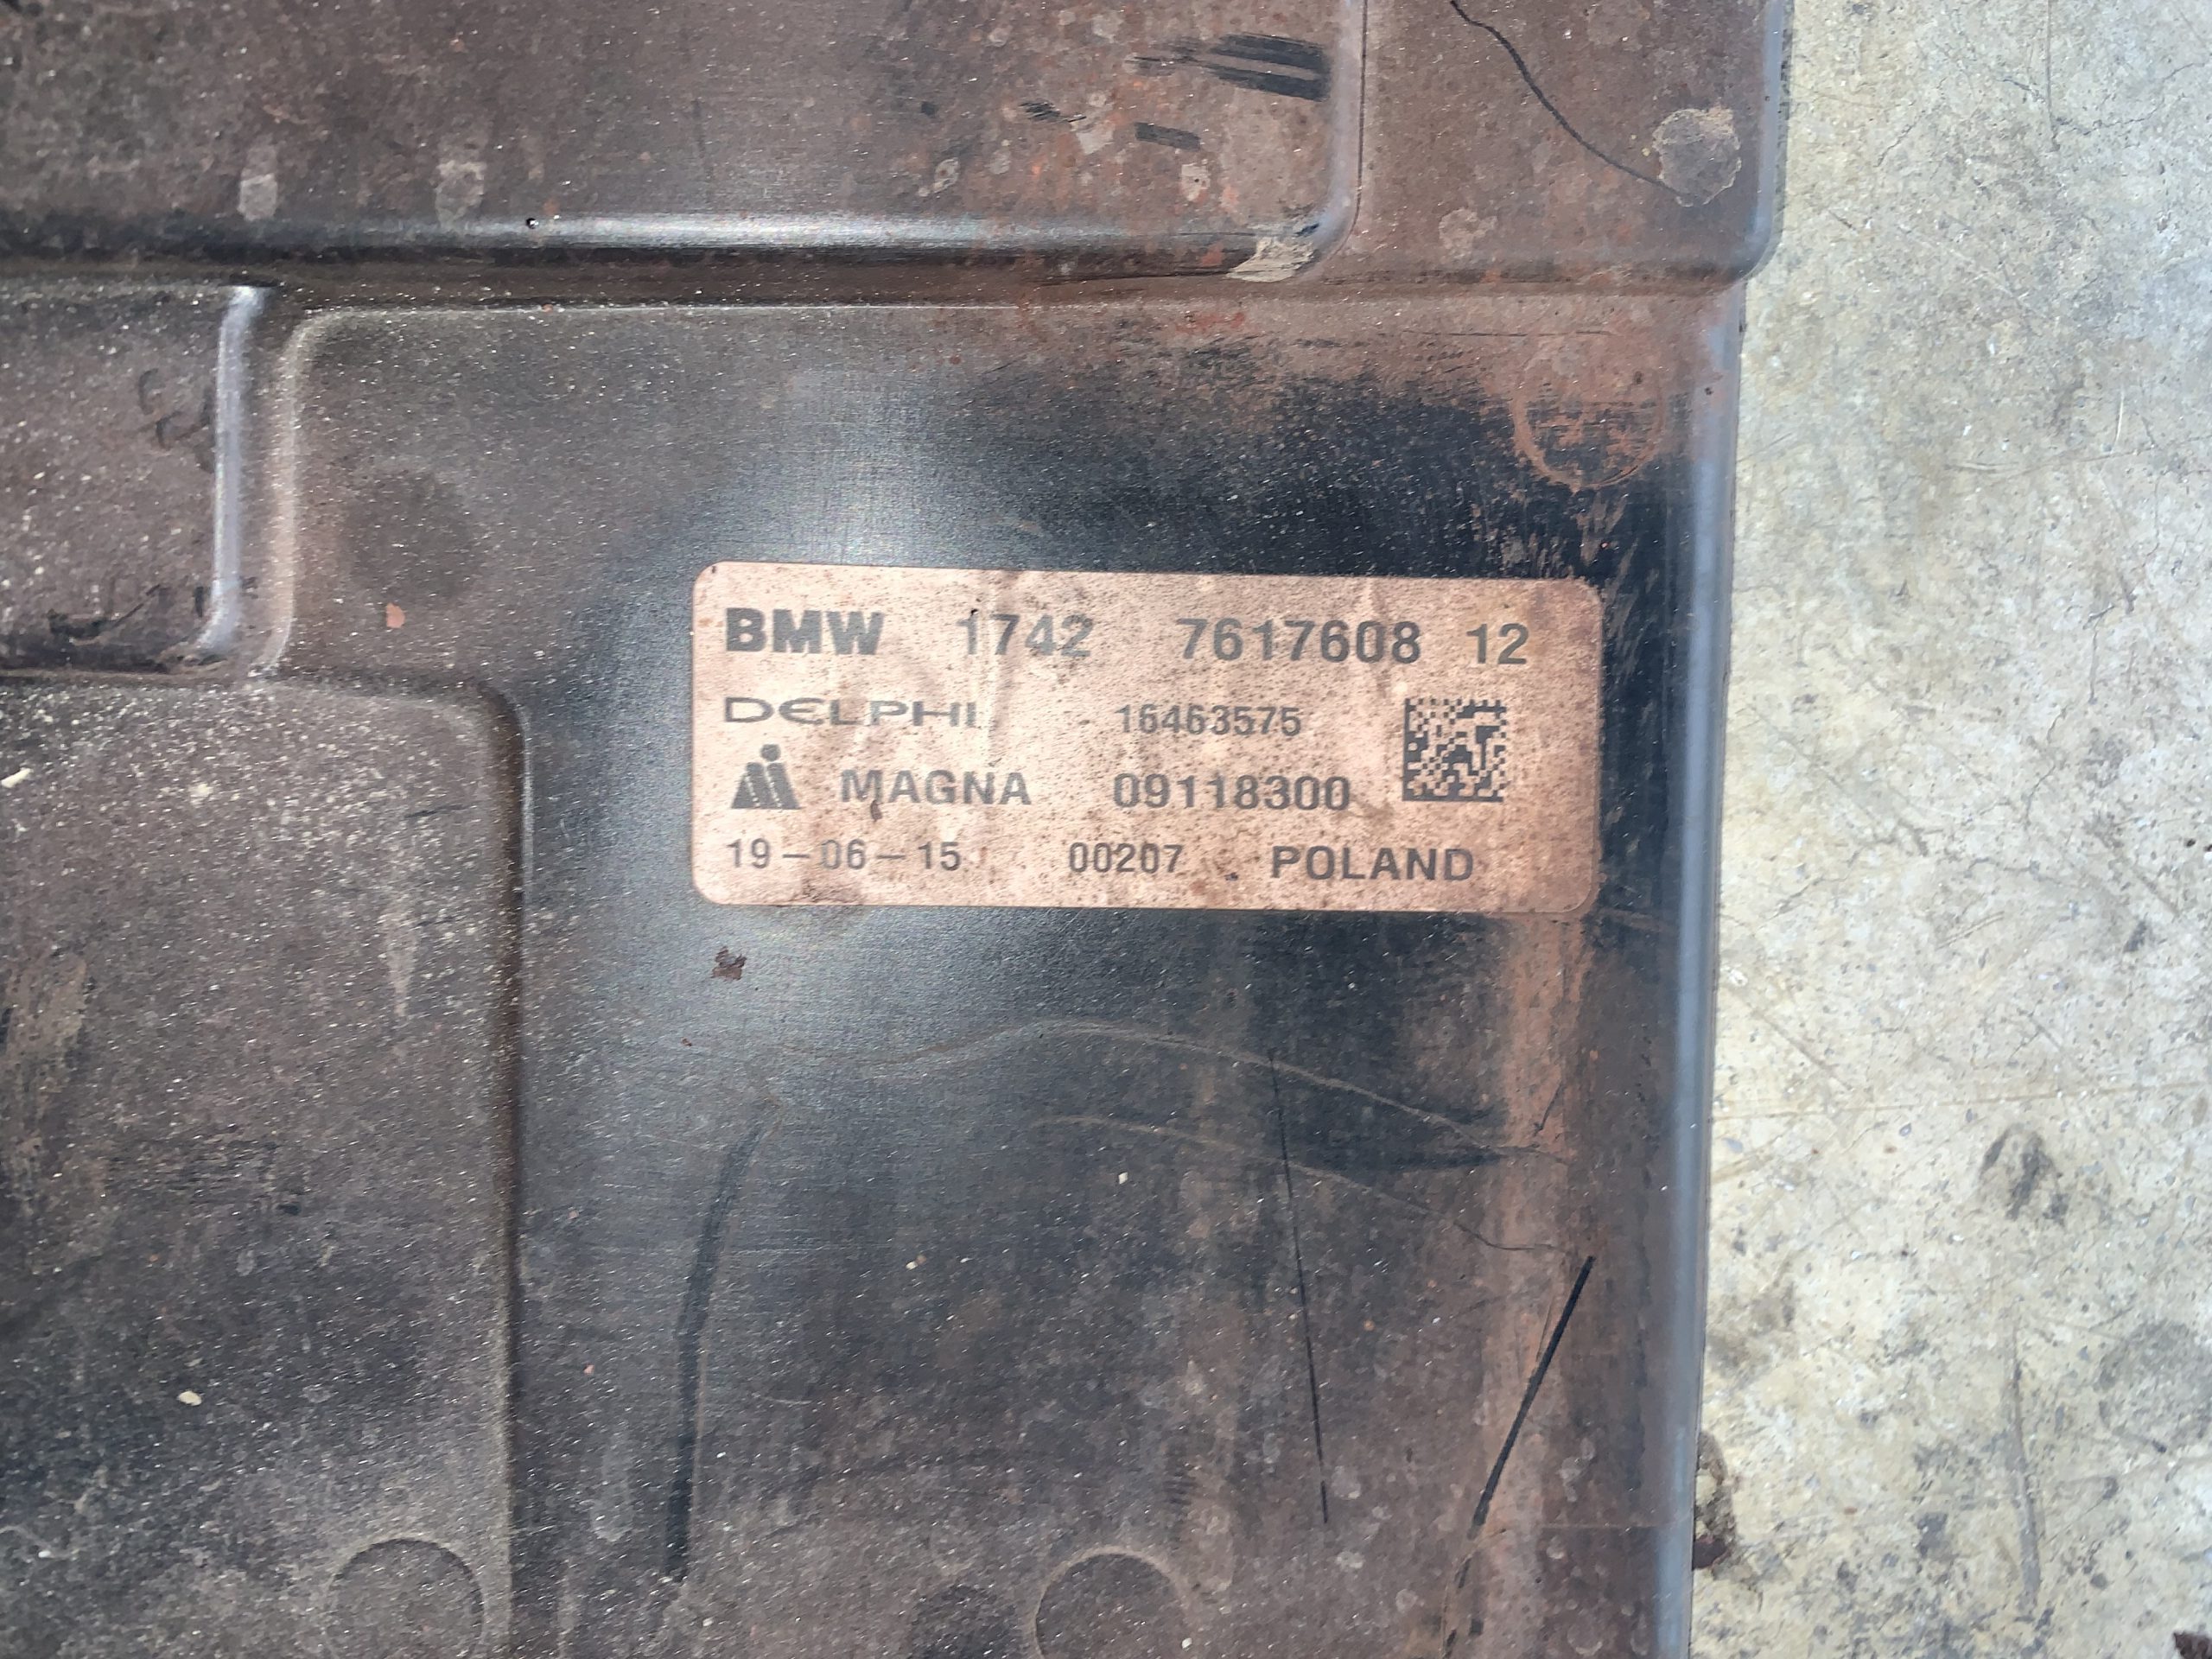 BMW 1742 7617608 12
DELPHI 16463575
MAGNA 09118300
19-06-15 00207 POLAND